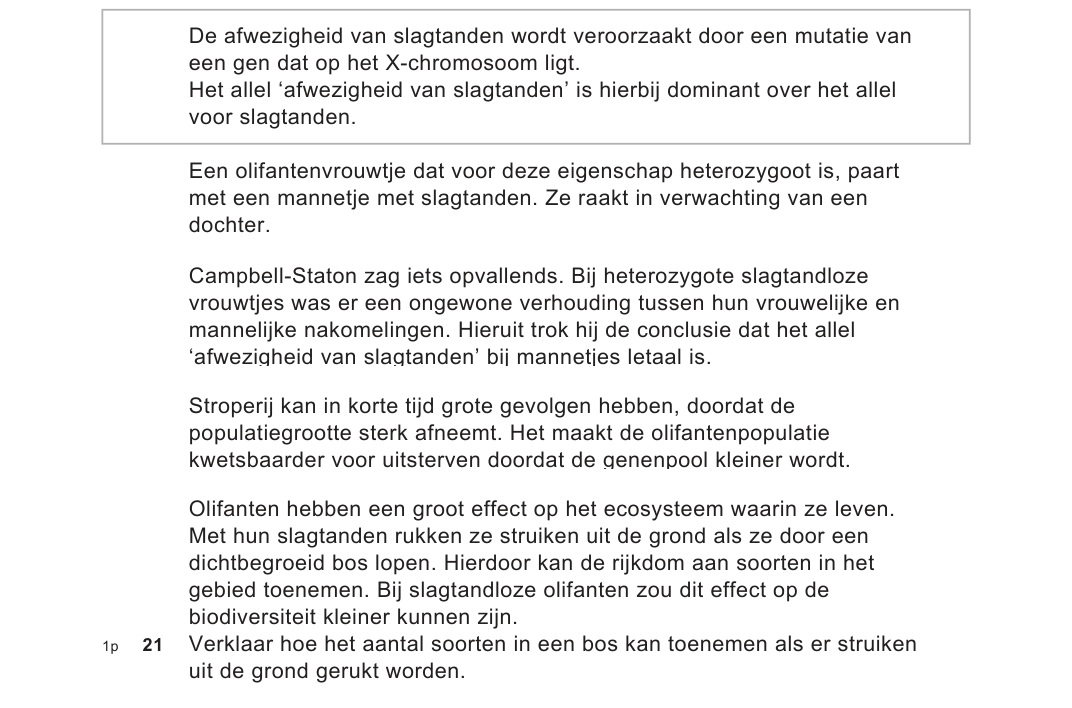 De afwezigheid van slagtanden wordt veroorzaakt door een mutatie van
een gen dat op het X-chromosoom ligt.
Het allel ‘afwezigheid van slagtanden’ is hierbij dominant over het allel
voor slagtanden.
Een olifantenvrouwtje dat voor deze eigenschap heterozygoot is, paart
met een mannetje met slagtanden. Ze raakt in verwachting van een
dochter.
Campbell-Staton zag iets opvallends. Bij heterozygote slagtandloze
vrouwtjes was er een ongewone verhouding tussen hun vrouwelijke en
mannelijke nakomelingen. Hieruit trok hij de conclusie dat het allel
‘afwezigheid van slagtanden’ bij mannetjes letaal is.
Stroperij kan in korte tijd grote gevolgen hebben, doordat de
populatiegrootte sterk afneemt. Het maakt de olifantenpopulatie
kwetsbaarder voor uitsterven doordat de genenpool kleiner wordt.
Olifanten hebben een groot effect op het ecosysteem waarin ze leven.
Met hun slagtanden rukken ze struiken uit de grond als ze door een
dichtbegroeid bos lopen. Hierdoor kan de rijkdom aan soorten in het
gebied toenemen. Bij slagtandloze olifanten zou dit effect op de
biodiversiteit kleiner kunnen zijn.
1p 21 Verklaar hoe het aantal soorten in een bos kan toenemen als er struiken
uit de grond gerukt worden.